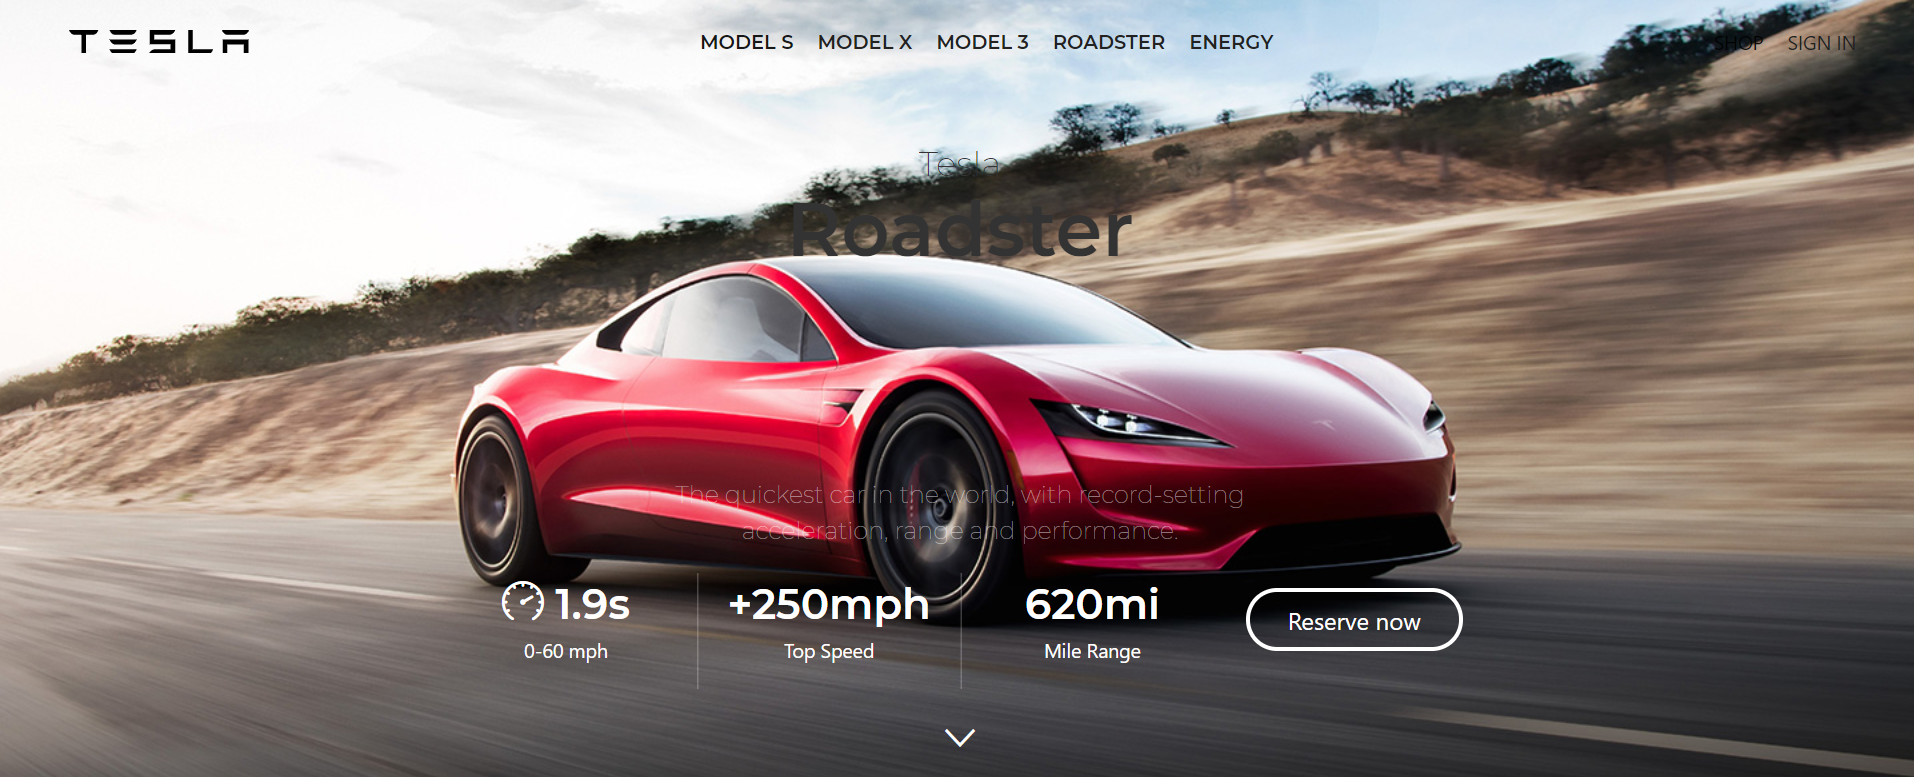 TESLA
MODEL S MODEL X MODEL 3 ROADSTER ENERGY
SHOP SIGN IN
Tesla
Roadster
The quickest car in the world, with record-setting
acceleration, range and performance.
1.9s +250mph 620mi
Reserve now
0-60 mph Top Speed Mile Range